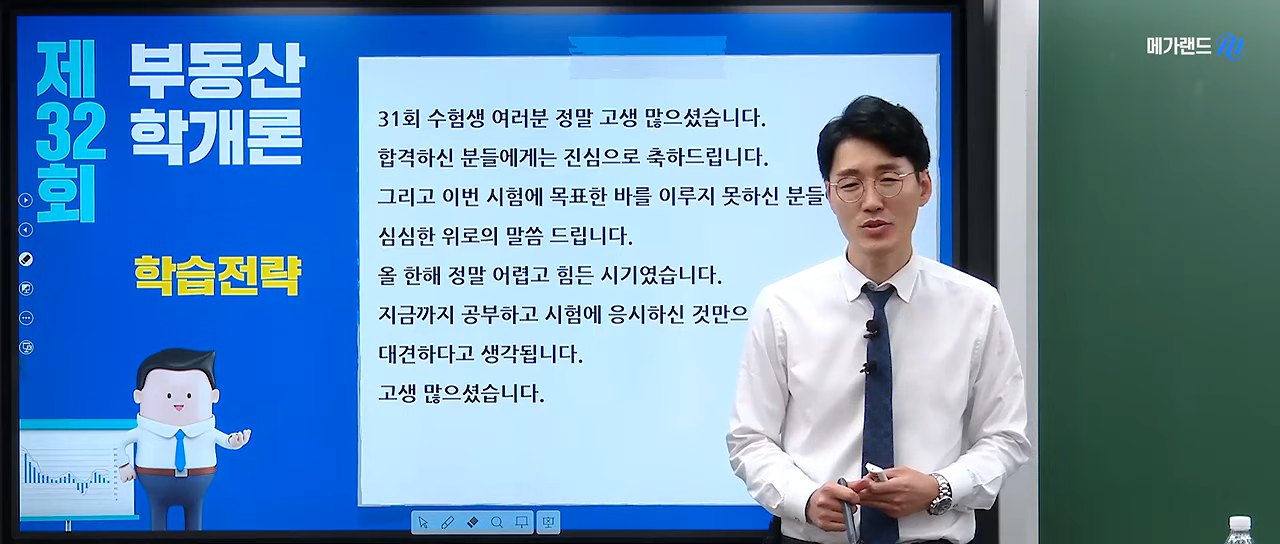 제
32
회
부동산
학개론
학습전략
31회 수험생 여러분 정말 고생 많으셨습니다.
합격하신 분들에게는 진심으로 축하드립니다.
그리고 이번 시험에 목표한 바를 이루지 못하신 분들
심심한 위로의 말씀 드립니다.
올 한해 정말 어렵고 힘든 시기였습니다.
지금까지 공부하고 시험에 응시하신 것만으
대견하다고 생각됩니다.
고생 많으셨습니다.
메가랜드